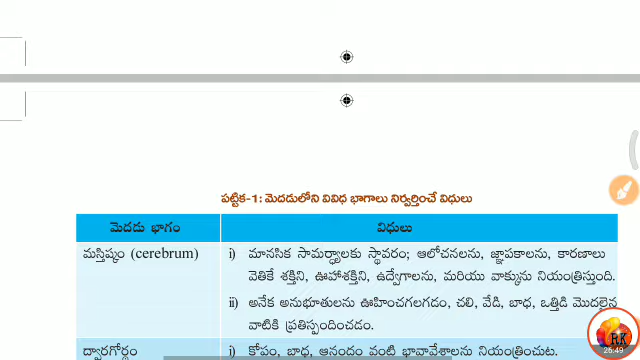 పట్టిక-1: మెదడులోని వివిధ భాగాలు నిర్వర్తించే విధులు
మెదడు భాగం విధులు
మస్తిష్కం (cerebrum) i) మానసిక సామర్థ్యాలకు స్థావరం; ఆలోచనలను, జ్ఞాపకాలను, కారణాలు
వెతికే శక్తిని, ఊహాశక్తిని, ఉద్వేగాలను, మరియు వాక్కును నియంత్రిస్తుంది.
ii) అనేక అనుభూతులను ఊహించగలగడం, చలి, వేడి, బాధ, ఒత్తిడి మొదలైన
వాటికి ప్రతిస్పందించడం.
ద్వారగోర్ధం i) కోపం, బాధ, ఆనందం వంటి భావావేశాలను నియంత్రించుట.
RK
26:49